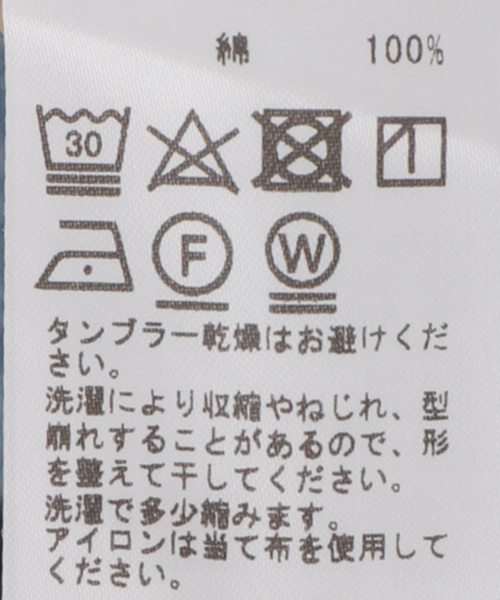 綿 100%
30
F W
タンブラー乾燥はお避けくだ
さい。
洗濯により収縮やねじれ、型
崩れすることがあるので、形
を整えて干してください。
洗濯で多少縮みます。
アイロンは当て布を使用して
ください。